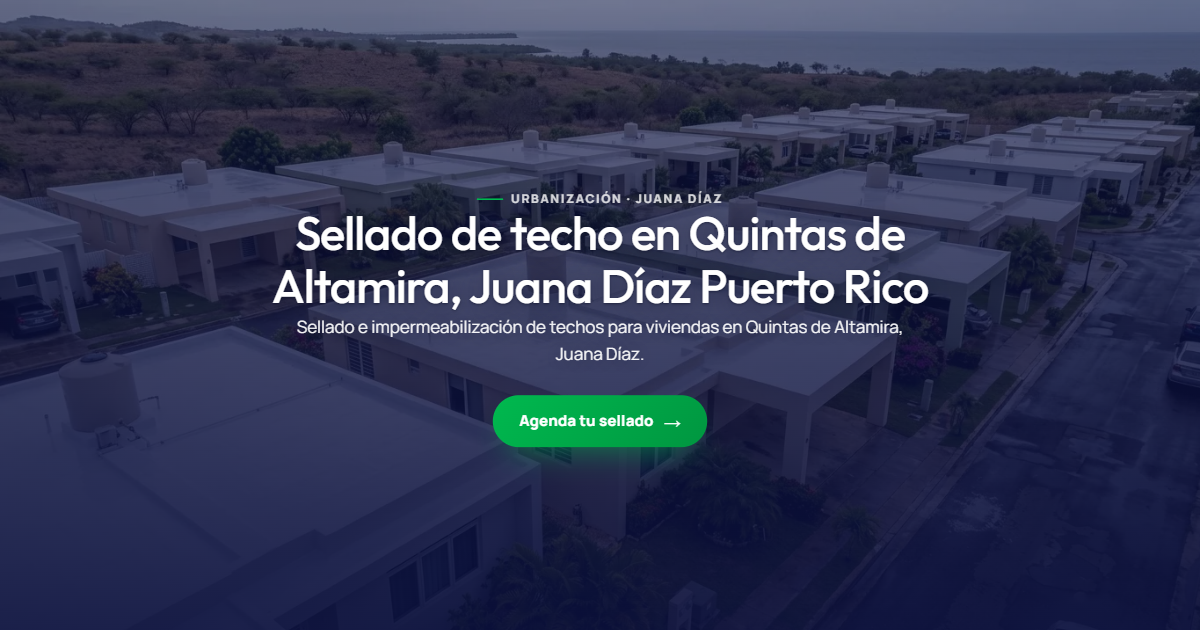 URBANIZACIÓN · JUANA DÍAZ
Sellado de techo en Quintas de
Altamira, Juana Díaz Puerto Rico
Sellado e impermeabilización de techos para viviendas en Quintas de Altamira,
Juana Díaz.
Agenda tu sellado →